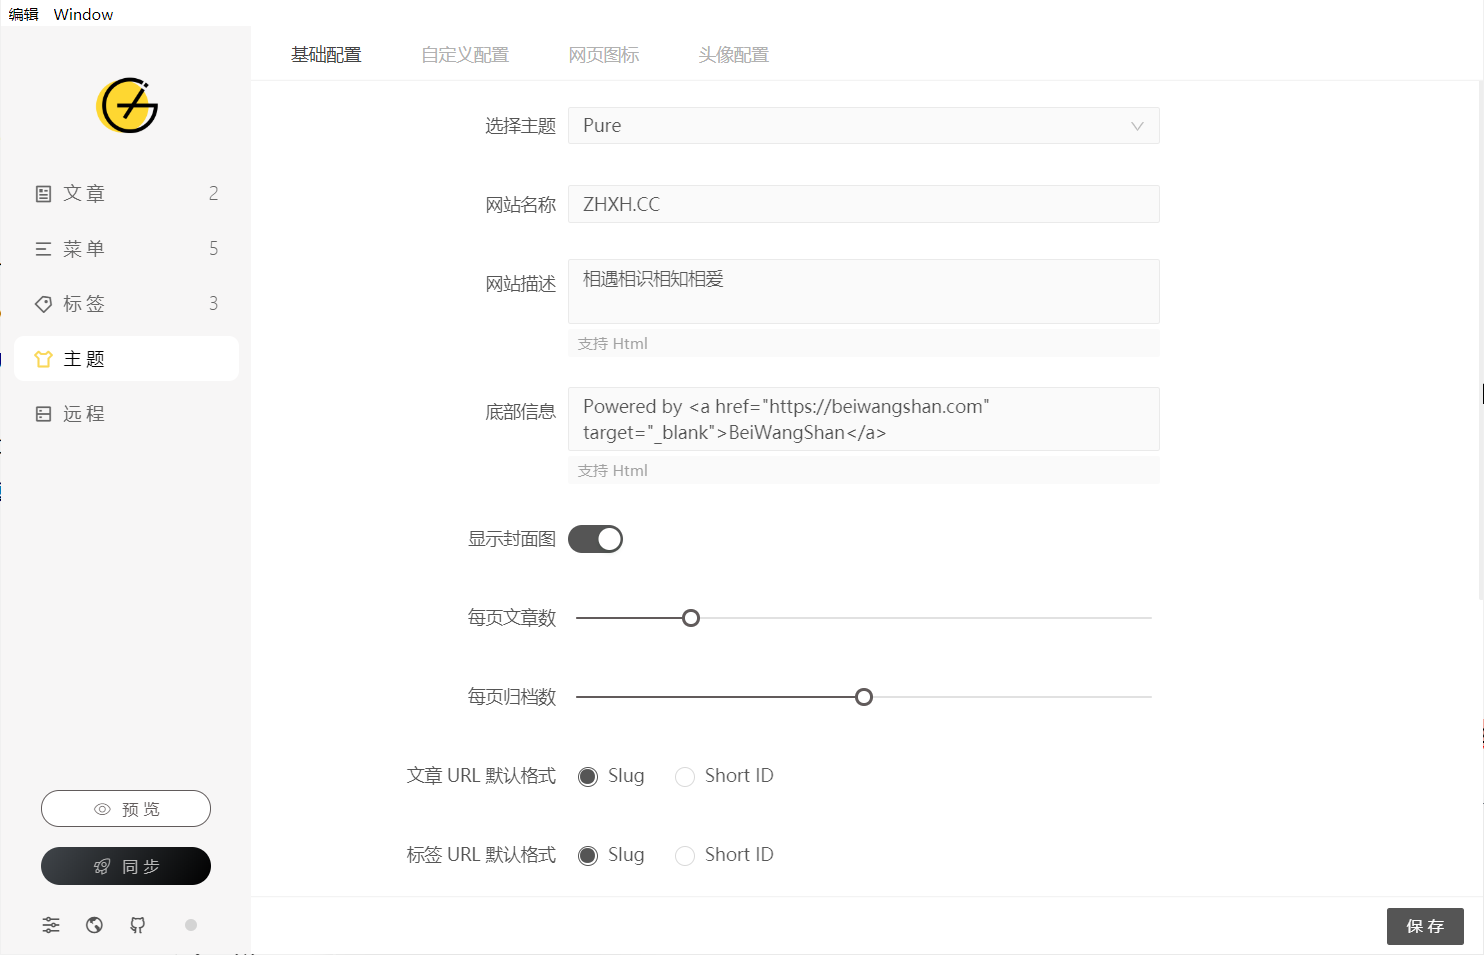 编辑 Window
基础配置 自定义配置 网页图标 头像配置
文章 2
菜单 5
标签 3
主题
远程
预览
同步
选择主题 Pure
网站名称 ZHXH.CC
网站描述 相遇相识相知相爱
支持 Html
底部信息 Powered by <a href="https://beiwangshan.com"
target="_blank">BeiWangShan</a>
支持 Html
显示封面图
每页文章数
每页归档数
文章 URL 默认格式 Slug Short ID
标签 URL 默认格式 Slug Short ID
保存